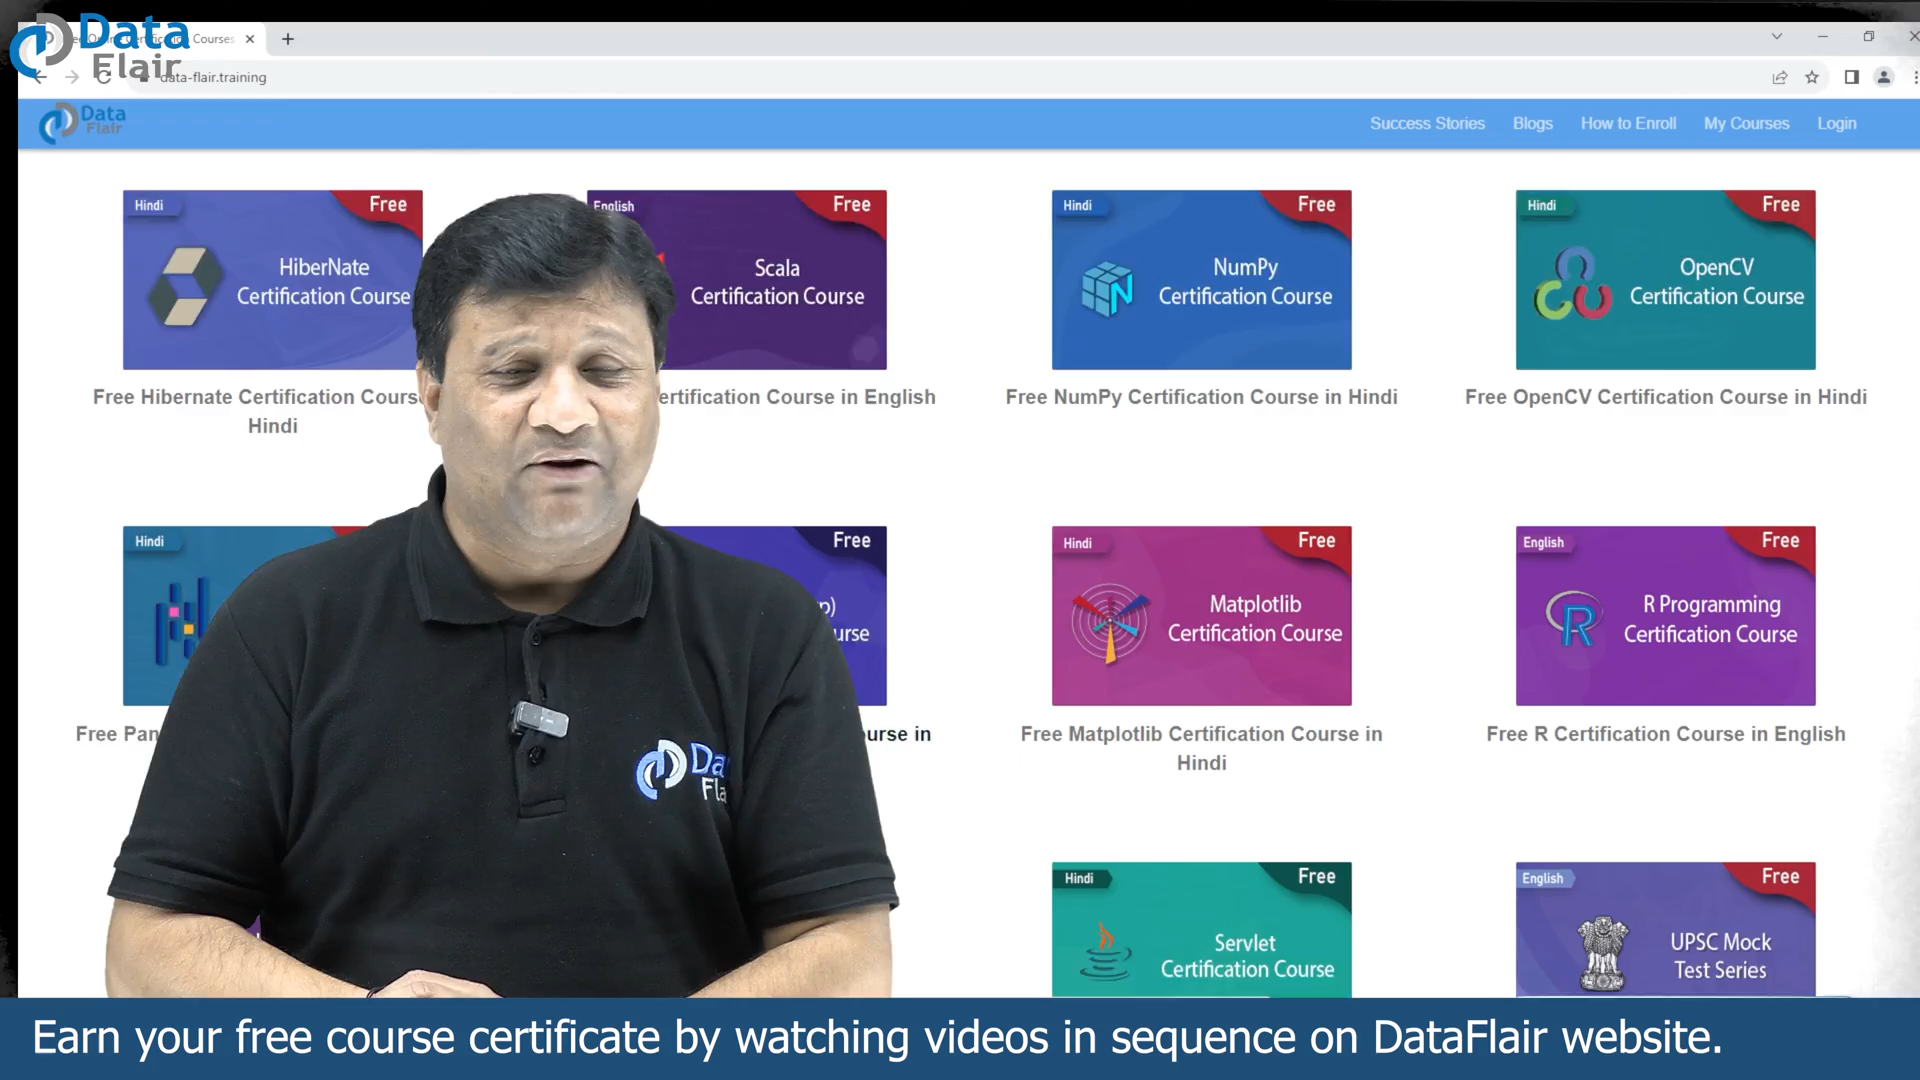 Data
Flair
Certification Courses
data-flair.training
Data
Flair
Success Stories
Blogs
How to Enroll
My Courses
Login
Hindi
Free
HiberNate
Certification Course
Free Hibernate Certification
Hindi
English
Free
Scala
Certification Course
Certification Course in English
Hindi
Free
NumPy
Certification Course
Free NumPy Certification Course in Hindi
Hindi
Free
OpenCV
Certification Course
Free OpenCV Certification Course in Hindi
Hindi
Free
Free
in
Hindi
Free
Matplotlib
Certification Course
Free Matplotlib Certification Course in
Hindi
English
Free
R Programming
Certification Course
Free R Certification Course in English
Hindi
Free
Servlet
Certification Course
English
Free
UPSC Mock
Test Series
Earn your free course certificate by watching videos in sequence on DataFlair website.